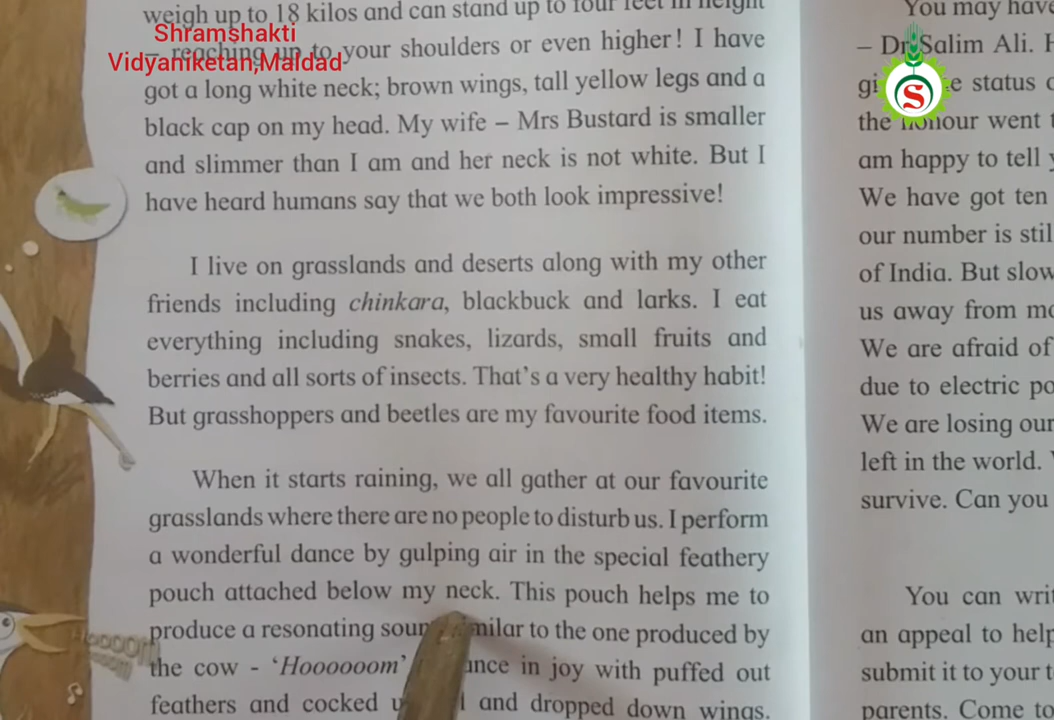 weigh up to 18 kilos and can stand up to four feet in height
Shramshakti
Vidyaniketan,Maldad
– reaching up to your shoulders or even higher! I have
got a long white neck; brown wings, tall yellow legs and a
black cap on my head. My wife – Mrs Bustard is smaller
and slimmer than I am and her neck is not white. But I
have heard humans say that we both look impressive!
I live on grasslands and deserts along with my other
friends including chinkara, blackbuck and larks. I eat
everything including snakes, lizards, small fruits and
berries and all sorts of insects. That's a very healthy habit!
But grasshoppers and beetles are my favourite food items.
When it starts raining, we all gather at our favourite
grasslands where there are no people to disturb us. I perform
a wonderful dance by gulping air in the special feathery
pouch attached below my neck. This pouch helps me to
produce a resonating to the one produced by
the cow - 'Hoooooom' in joy with puffed out
feathers and cocked and dropped down wings.
Hoooooom
You may have
– Dr Salim Ali.
S
status
the honour went
am happy to tell
We have got ten
our number is
of India. But slow
us away from
We are afraid of
due to electric
We are losing our
left in the world.
survive. Can you
You can
an appeal to help
submit it to your
parents. Come to